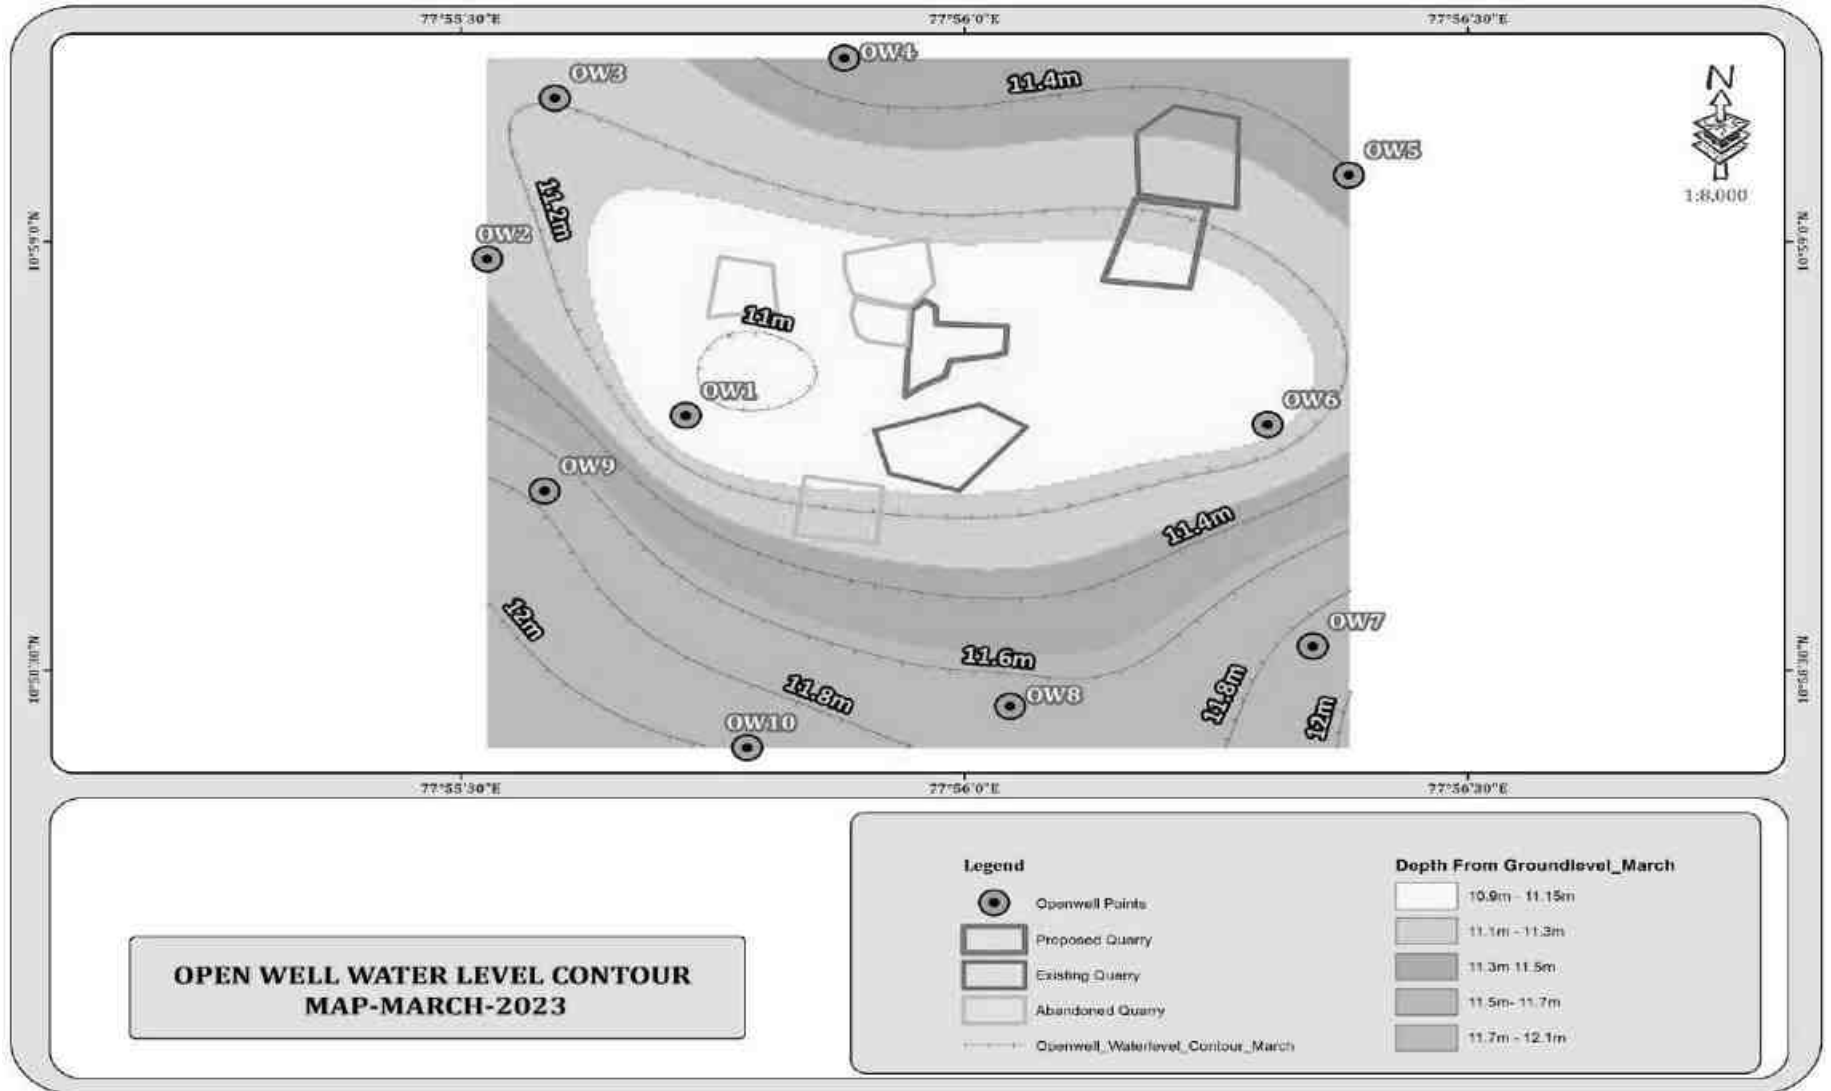 77°55'30"E 77°56'0"E 77°56'30"E
OW4
OW3
11.4m
N
OW5
1:8,000
11.2m
10°59'0"N
OW2
10°59'0"N
11m
OW1
OW6
OW9
11.4m
12m
OW7
11.6m
10°58'30"N
10°58'30"N
11.8m
OW8
11.8m
12m
OW10
77°55'30"E 77°56'0"E 77°56'30"E
Legend
Openwell Points
Proposed Quarry
Existing Quarry
Abandoned Quarry
Openwell_Waterlevel_Contour_March
Depth From Groundlevel_March
10.9m - 11.15m
11.1m - 11.3m
11.3m 11.5m
11.5m- 11.7m
11.7m - 12.1m
OPEN WELL WATER LEVEL CONTOUR
MAP-MARCH-2023